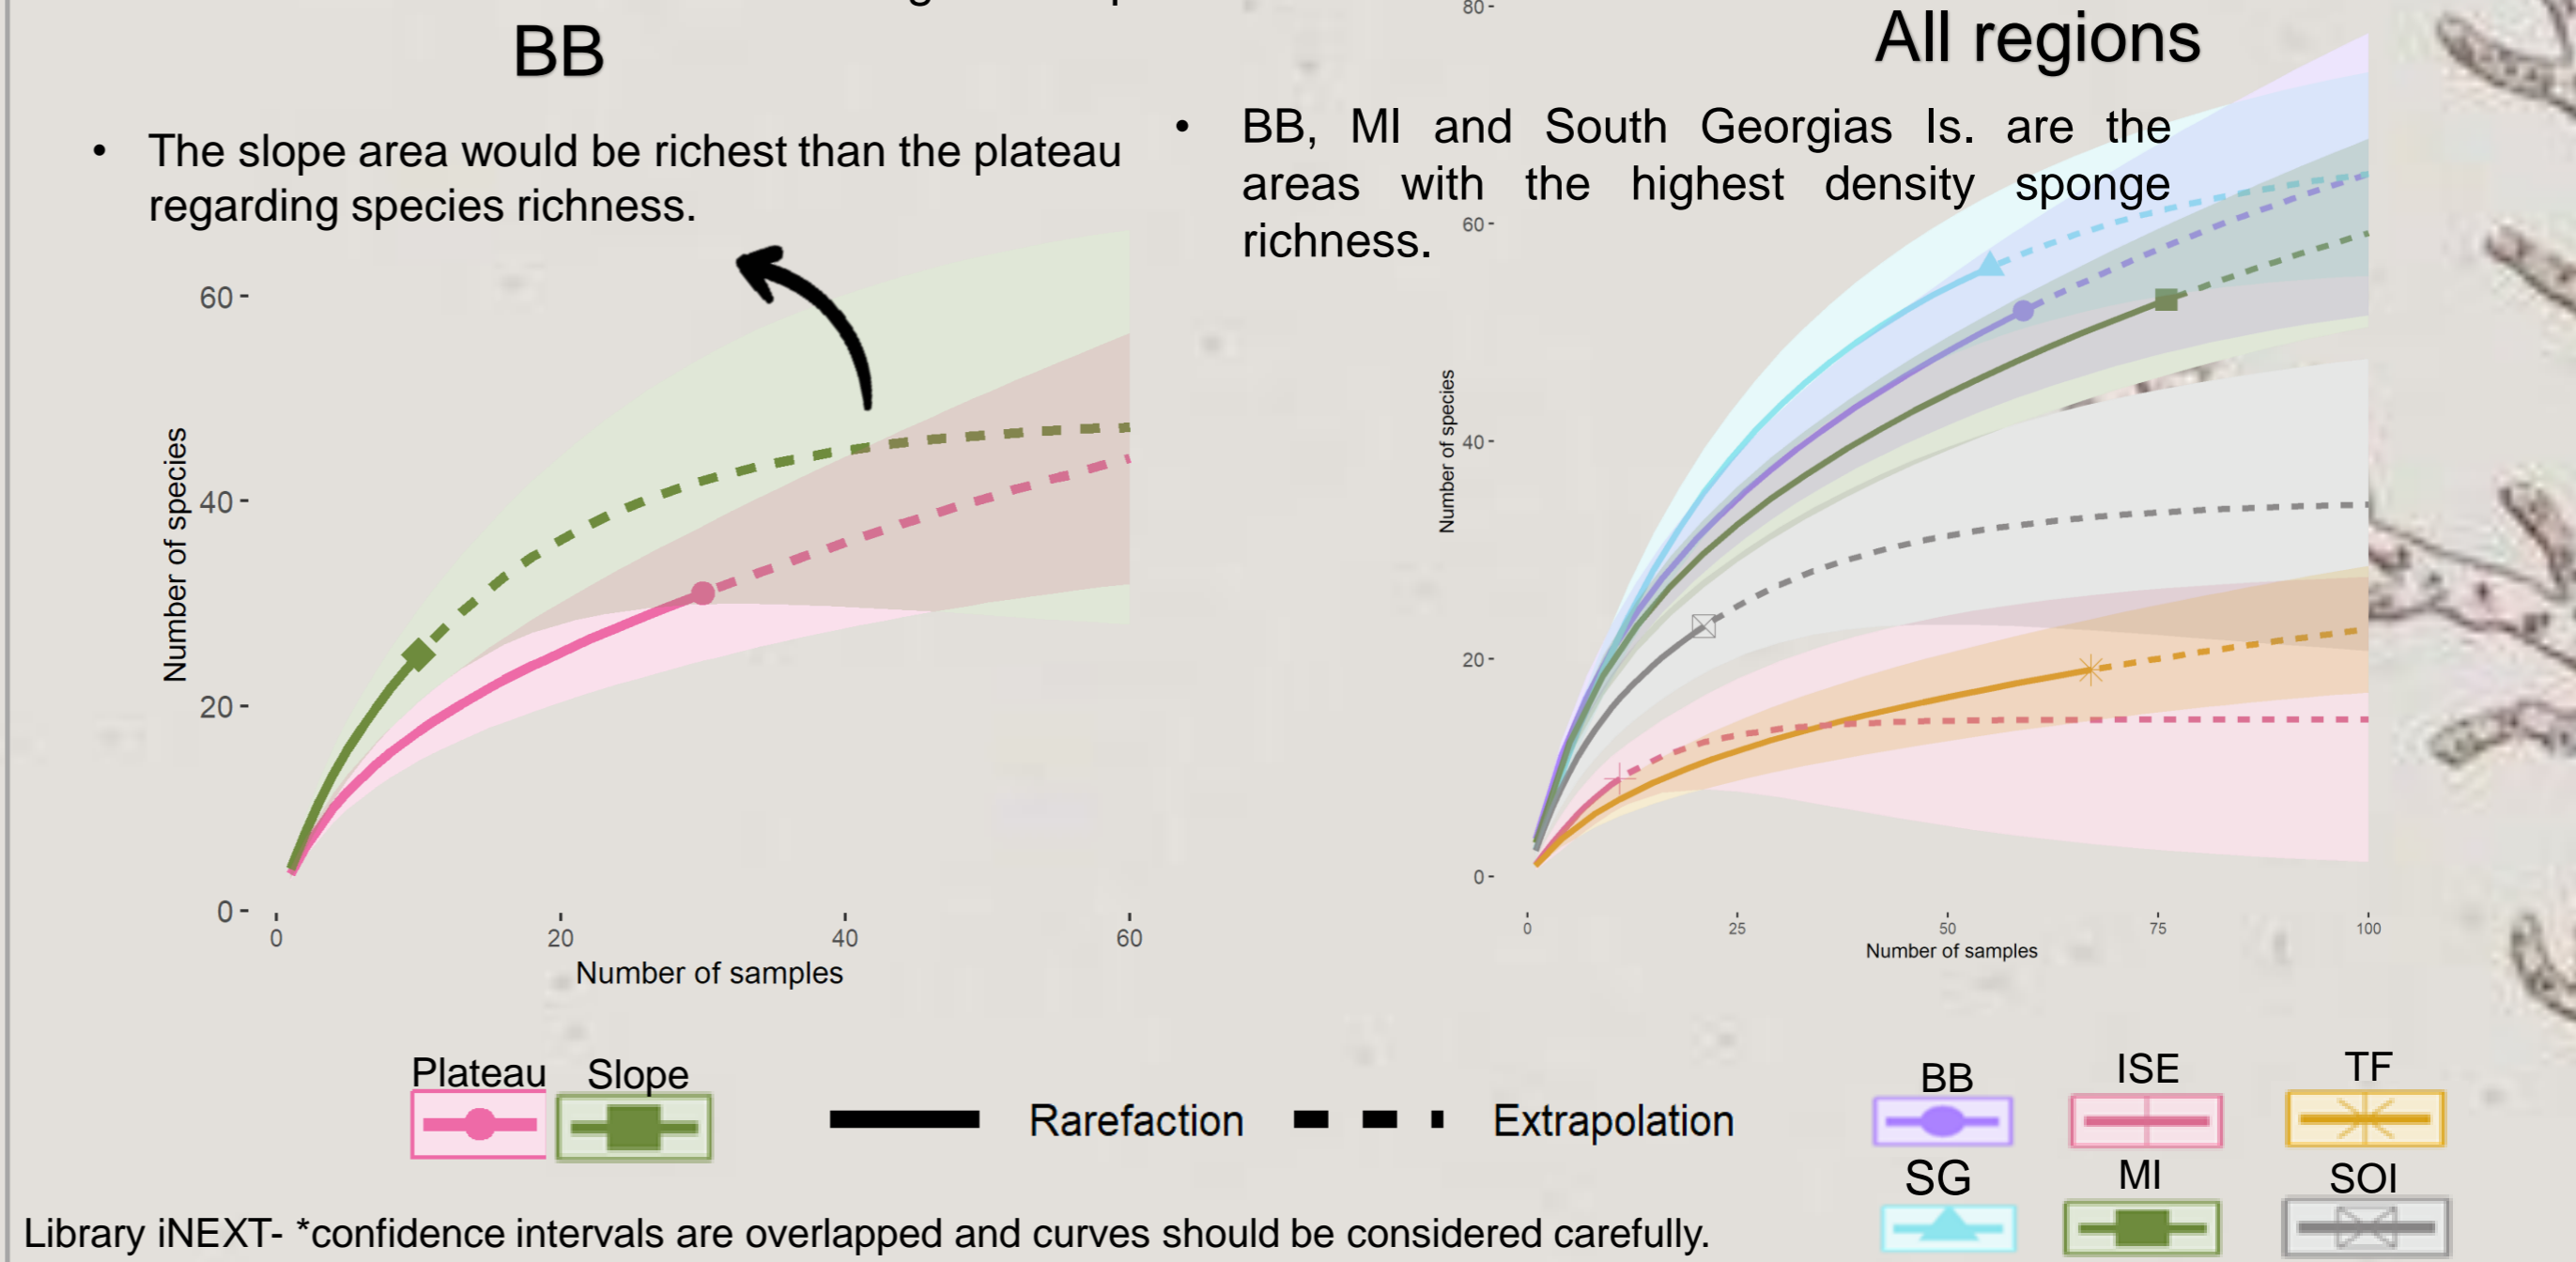 BB
• The slope area would be richest than the plateau
regarding species richness.
Number of species
60
40
20
0
0 20 40 60
Number of samples
All regions
• BB, MI and South Georgias Is. are the
areas with the highest density sponge
richness.
Number of species
80
60
40
20
0
0 25 50 75 100
Number of samples
Plateau Slope
Rarefaction Extrapolation
BB ISE TF
SG MI SOI
Library iNEXT- *confidence intervals are overlapped and curves should be considered carefully.